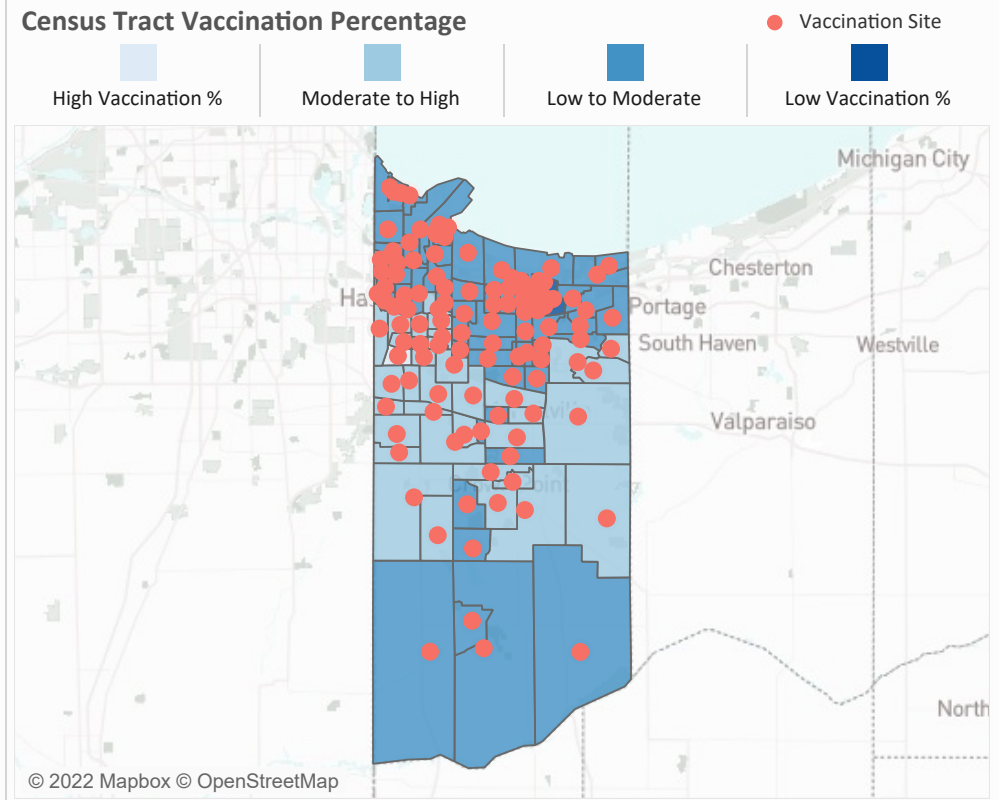 Census Tract Vaccination Percentage
Vaccination Site
High Vaccination %
Moderate to High
Low to Moderate
Low Vaccination %
Michigan City
Chesterton
Portage
South Haven
Westville
Valparaiso
Point
North
© 2022 Mapbox © OpenStreetMap